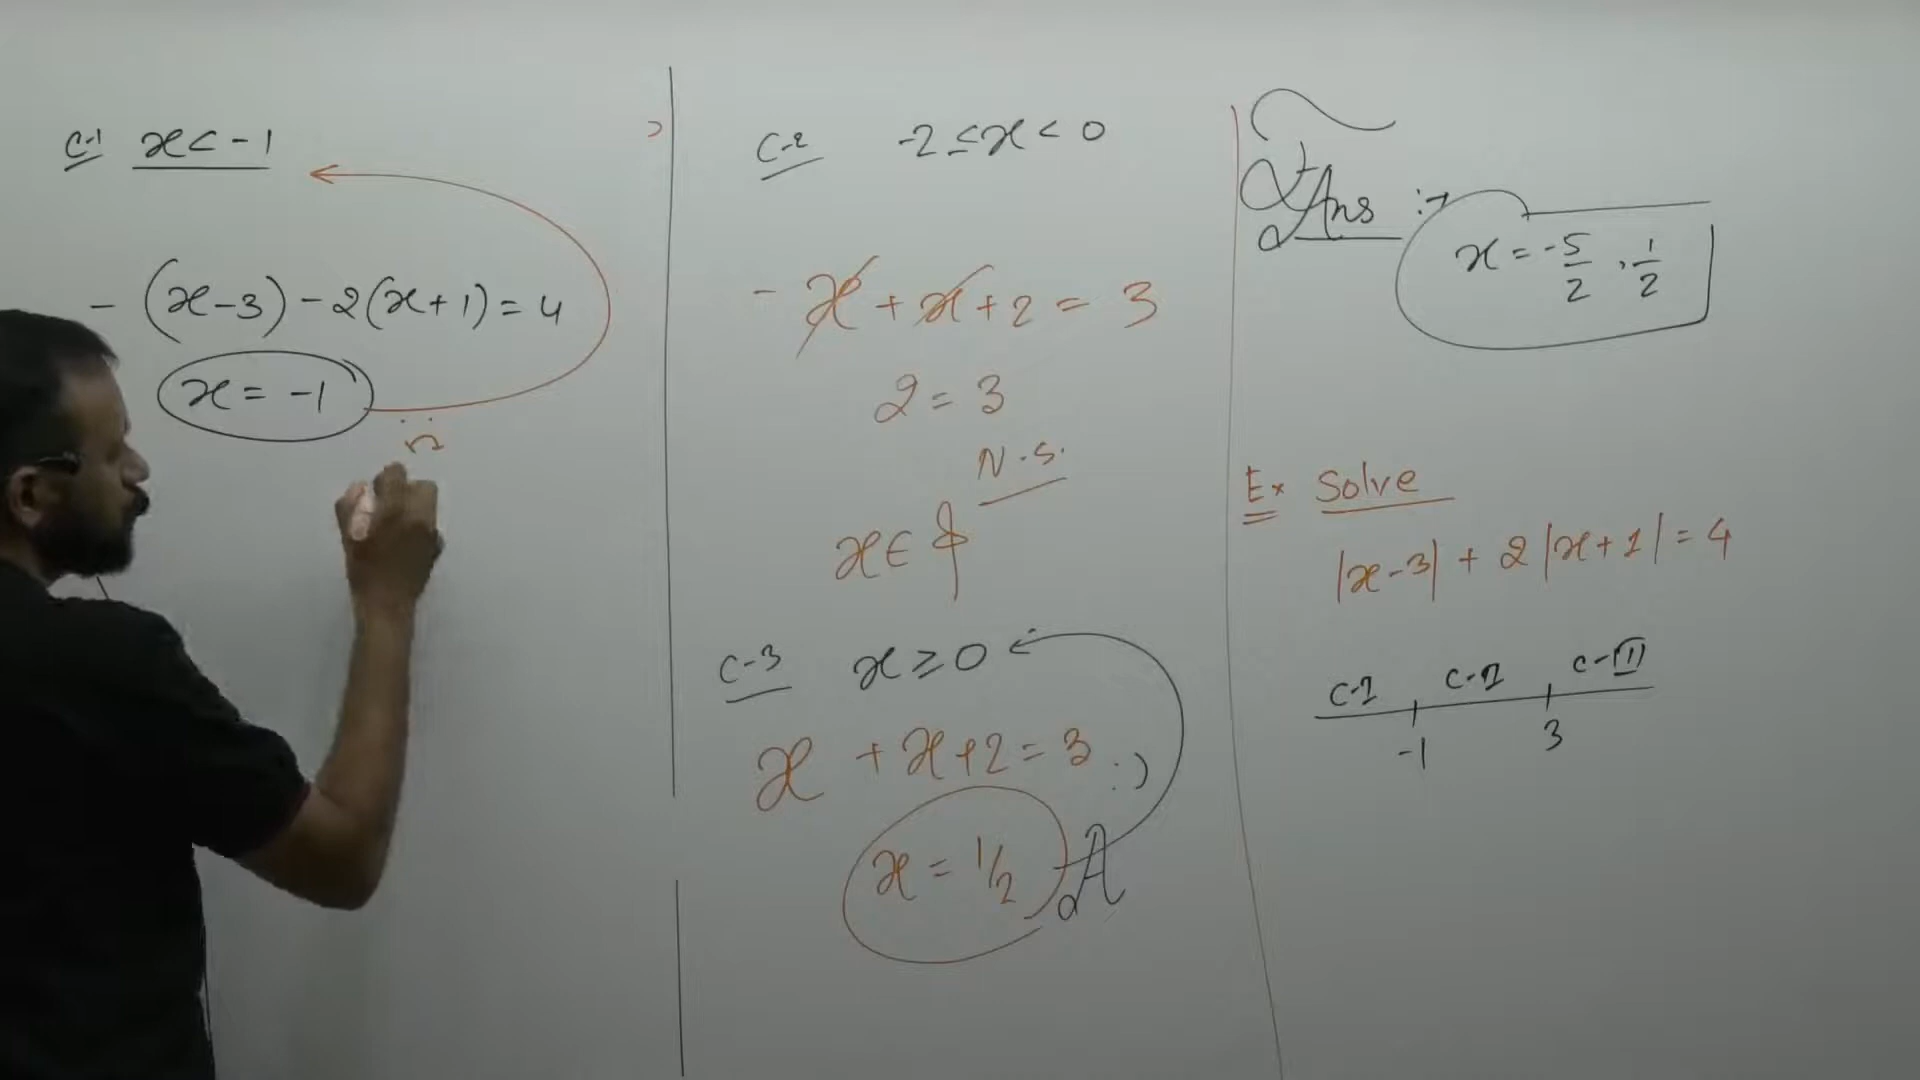 C-1 x < -1
-(x-3)-2(x+1)=4
x = -1
C-2 -2 ≤ x < 0
-x+x+2 = 3
2 = 3
N.S.
x ∈ ϕ
C-3 x ≥ 0
x + x+2 = 3 :)
x = 1/2 A
Ans :→
x = -5/2, 1/2
Ex Solve
|x-3| + 2|x+1| = 4
C-I C-II C-III
-1 3